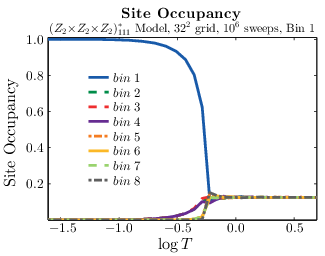 Site Occupancy
(Z₂×Z₂×Z₂)*₁₁₁ Model, 32² grid, 10⁶ sweeps, Bin 1
1.0
0.8
0.6
0.4
0.2
Site Occupancy
bin 1
bin 2
bin 3
bin 4
bin 5
bin 6
bin 7
bin 8
-1.5 -1.0 -0.5 0.0 0.5
log T